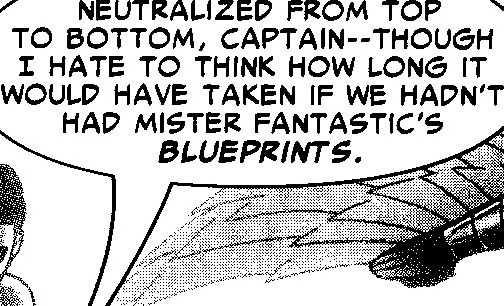 NEUTRALIZED FROM TOP
TO BOTTOM, CAPTAIN--THOUGH
I HATE TO THINK HOW LONG IT
WOULD HAVE TAKEN IF WE HADN'T
HAD MISTER FANTASTIC'S
BLUEPRINTS.